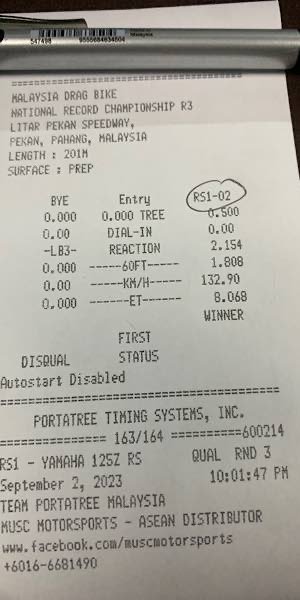 547498 9555684634804
MALAYSIA DRAG BIKE
NATIONAL RECORD CHAMPIONSHIP R3
LITAR PEKAN SPEEDWAY,
PEKAN, PAHANG, MALAYSIA
LENGTH : 201M
SURFACE : PREP
BYE Entry RS1-02
0.000 0.000 TREE 0.500
0.00 DIAL-IN 0.00
-LB3- REACTION 2.154
0.000 ------60FT----- 1.808
0.00 ------KM/H----- 132.90
0.000 ------ET------- 8.068
WINNER
FIRST
DISQUAL STATUS
Autostart Disabled
PORTATREE TIMING SYSTEMS, INC.
=============== 163/164 ==========600214
RS1 - YAMAHA 125Z RS QUAL RND 3
September 2, 2023 10:01:47 PM
TEAM PORTATREE MALAYSIA
MUSC MOTORSPORTS - ASEAN DISTRIBUTOR
www.facebook.com/muscmotorsports
+6016-6681490